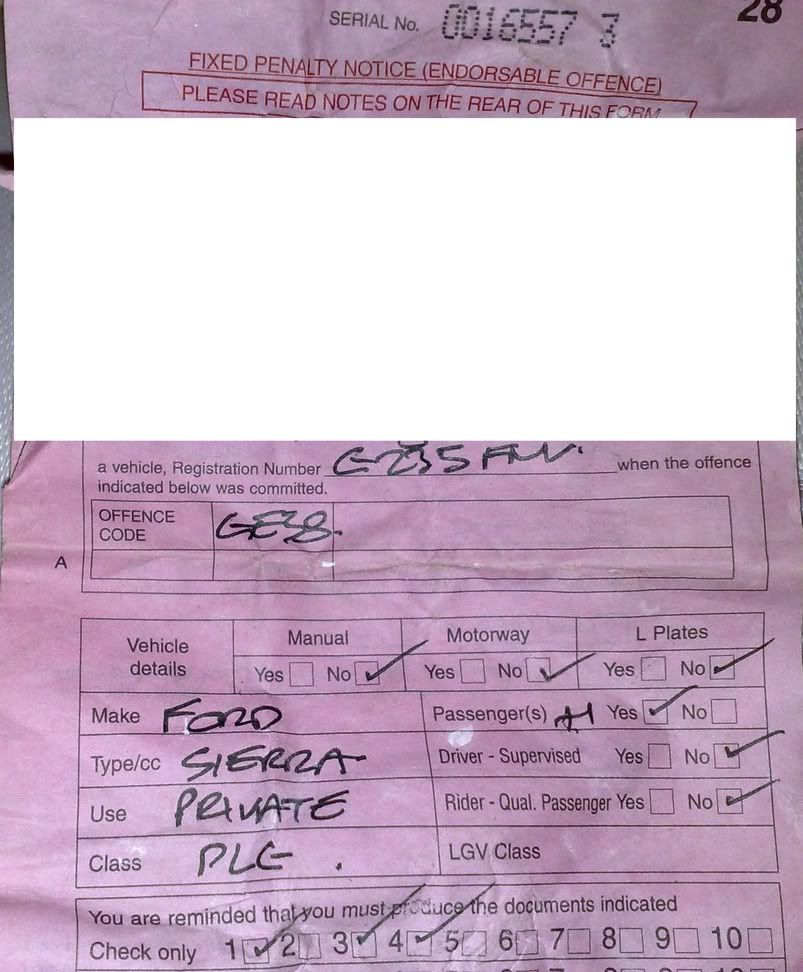 28
SERIAL No. 0016557 3
FIXED PENALTY NOTICE (ENDORSABLE OFFENCE)
PLEASE READ NOTES ON THE REAR OF THIS FORM
a vehicle, Registration Number when the offence
indicated below was committed.
OFFENCE
CODE
A
Vehicle
details
Manual Motorway L Plates
Yes No Yes No Yes No
Make FORD Passenger(s) +1 Yes No
Type/cc SIERRA Driver - Supervised Yes No
Use PRIVATE Rider - Qual. Passenger Yes No
Class PLG . LGV Class
You are reminded that you must produce the documents indicated
Check only 1 2 3 4 5 6 7 8 9 10